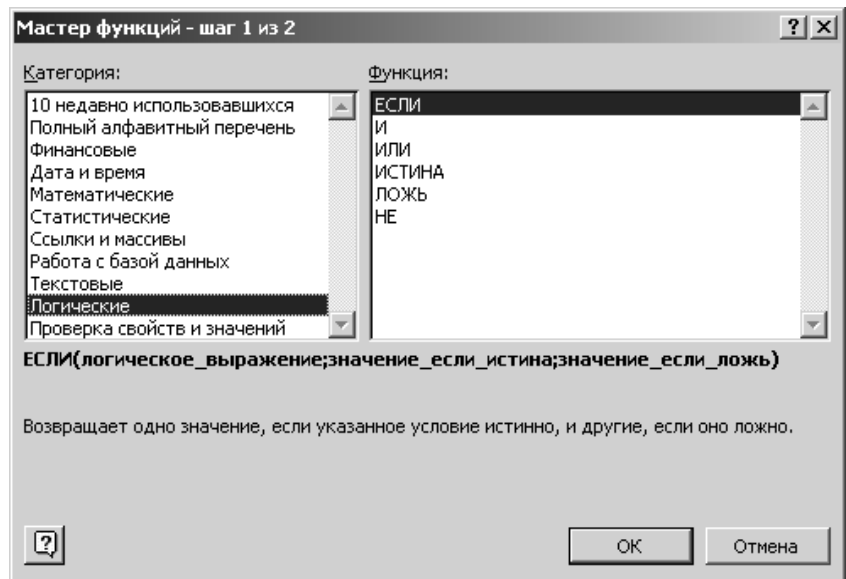 Мастер функций - шаг 1 из 2
Категория:
Функция:
10 недавно использовавшихся
Полный алфавитный перечень
Финансовые
Дата и время
Математические
Статистические
Ссылки и массивы
Работа с базой данных
Текстовые
Логические
Проверка свойств и значений
ЕСЛИ
И
ИЛИ
ИСТИНА
ЛОЖЬ
НЕ
ЕСЛИ(логическое_выражение;значение_если_истина;значение_если_ложь)
Возвращает одно значение, если указанное условие истинно, и другие, если оно ложно.
ОК
Отмена